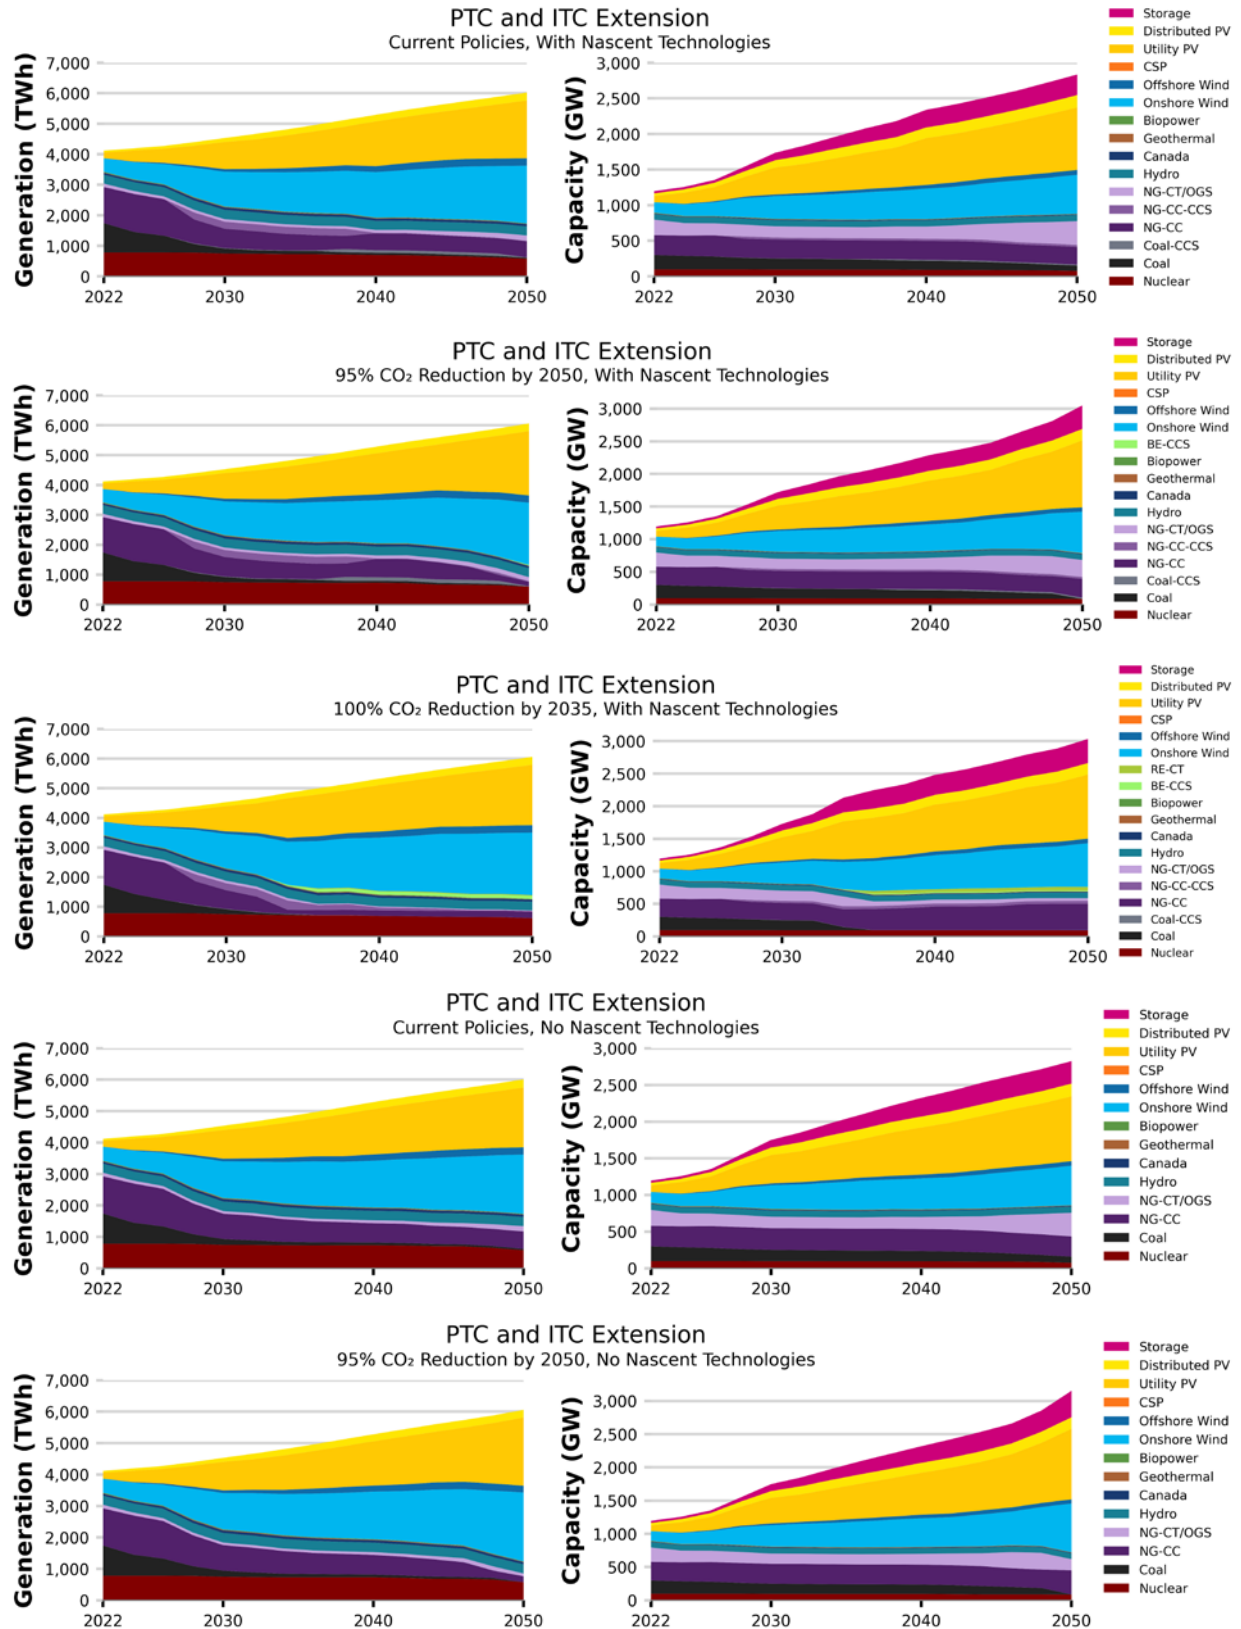 PTC and ITC Extension
Current Policies, With Nascent Technologies
Generation (TWh)
7,000
6,000
5,000
4,000
3,000
2,000
1,000
0
2022 2030 2040 2050
Capacity (GW)
3,000
2,500
2,000
1,500
1,000
500
0
2022 2030 2040 2050
Storage
Distributed PV
Utility PV
CSP
Offshore Wind
Onshore Wind
Biopower
Geothermal
Canada
Hydro
NG-CT/OGS
NG-CC-CCS
NG-CC
Coal-CCS
Coal
Nuclear
PTC and ITC Extension
95% CO₂ Reduction by 2050, With Nascent Technologies
Generation (TWh)
7,000
6,000
5,000
4,000
3,000
2,000
1,000
0
2022 2030 2040 2050
Capacity (GW)
3,000
2,500
2,000
1,500
1,000
500
0
2022 2030 2040 2050
Storage
Distributed PV
Utility PV
CSP
Offshore Wind
Onshore Wind
BE-CCS
Biopower
Geothermal
Canada
Hydro
NG-CT/OGS
NG-CC-CCS
NG-CC
Coal-CCS
Coal
Nuclear
PTC and ITC Extension
100% CO₂ Reduction by 2035, With Nascent Technologies
Generation (TWh)
7,000
6,000
5,000
4,000
3,000
2,000
1,000
0
2022 2030 2040 2050
Capacity (GW)
3,000
2,500
2,000
1,500
1,000
500
0
2022 2030 2040 2050
Storage
Distributed PV
Utility PV
CSP
Offshore Wind
Onshore Wind
RE-CT
BE-CCS
Biopower
Geothermal
Canada
Hydro
NG-CT/OGS
NG-CC-CCS
NG-CC
Coal-CCS
Coal
Nuclear
PTC and ITC Extension
Current Policies, No Nascent Technologies
Generation (TWh)
7,000
6,000
5,000
4,000
3,000
2,000
1,000
0
2022 2030 2040 2050
Capacity (GW)
3,000
2,500
2,000
1,500
1,000
500
0
2022 2030 2040 2050
Storage
Distributed PV
Utility PV
CSP
Offshore Wind
Onshore Wind
Biopower
Geothermal
Canada
Hydro
NG-CT/OGS
NG-CC
Coal
Nuclear
PTC and ITC Extension
95% CO₂ Reduction by 2050, No Nascent Technologies
Generation (TWh)
7,000
6,000
5,000
4,000
3,000
2,000
1,000
0
2022 2030 2040 2050
Capacity (GW)
3,000
2,500
2,000
1,500
1,000
500
0
2022 2030 2040 2050
Storage
Distributed PV
Utility PV
CSP
Offshore Wind
Onshore Wind
Biopower
Geothermal
Canada
Hydro
NG-CT/OGS
NG-CC
Coal
Nuclear